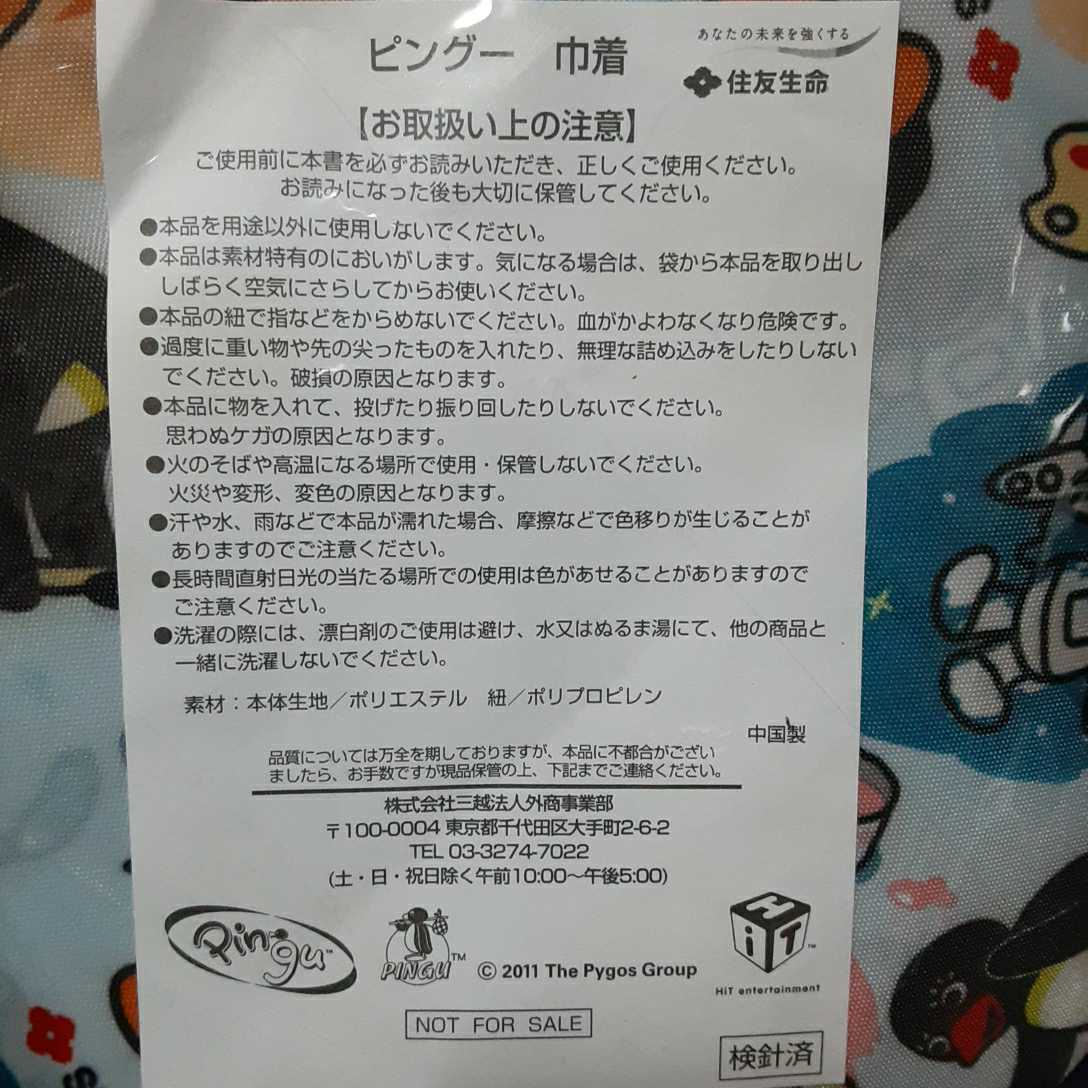 ピングー 巾着
あなたの未来を強くする
住友生命
【お取扱い上の注意】
ご使用前に本書を必ずお読みいただき、正しくご使用ください。
お読みになった後も大切に保管してください。
●本品を用途以外に使用しないでください。
●本品は素材特有のにおいがします。気になる場合は、袋から本品を取り出し
しばらく空気にさらしてからお使いください。
●本品の紐で指などをからめないでください。血がかよわなくなり危険です。
●過度に重い物や先の尖ったものを入れたり、無理な詰め込みをしたりしない
でください。破損の原因となります。
●本品に物を入れて、投げたり振り回したりしないでください。
思わぬケガの原因となります。
●火のそばや高温になる場所で使用・保管しないでください。
火災や変形、変色の原因となります。
●汗や水、雨などで本品が濡れた場合、摩擦などで色移りが生じることが
ありますのでご注意ください。
●長時間直射日光の当たる場所での使用は色があせることがありますので
ご注意ください。
●洗濯の際には、漂白剤のご使用は避け、水又はぬるま湯にて、他の商品と
一緒に洗濯しないでください。
素材：本体生地／ポリエステル 紐／ポリプロピレン
中国製
品質については万全を期しておりますが、本品に不都合がござい
ましたら、お手数ですが現品保管の上、下記までご連絡ください。
株式会社三越法人外商事業部
〒100-0004 東京都千代田区大手町2-6-2
TEL 03-3274-7022
(土・日・祝日除く午前10:00～午後5:00)
Pingu™
PINGU™
© 2011 The Pygos Group
HiT™
HiT entertainment
NOT FOR SALE
検針済